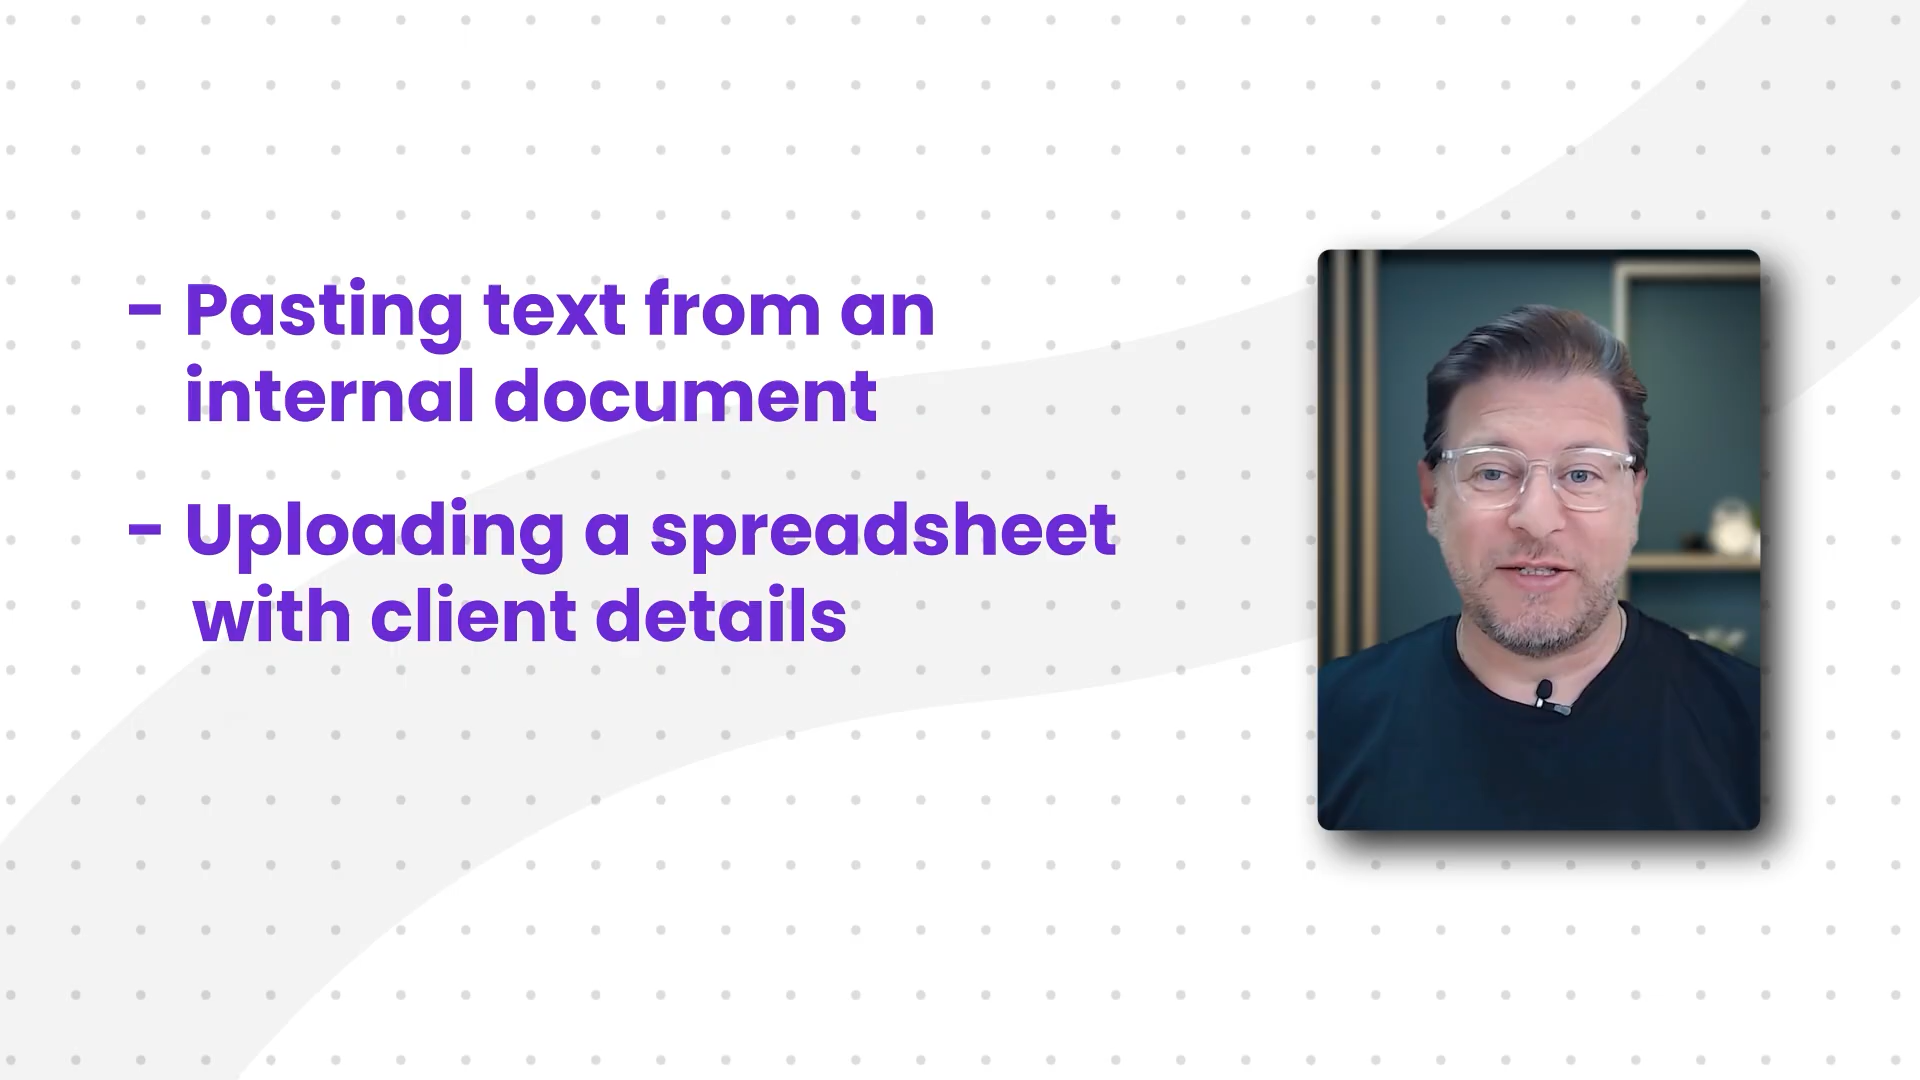 - Pasting text from an
internal document
- Uploading a spreadsheet
with client details